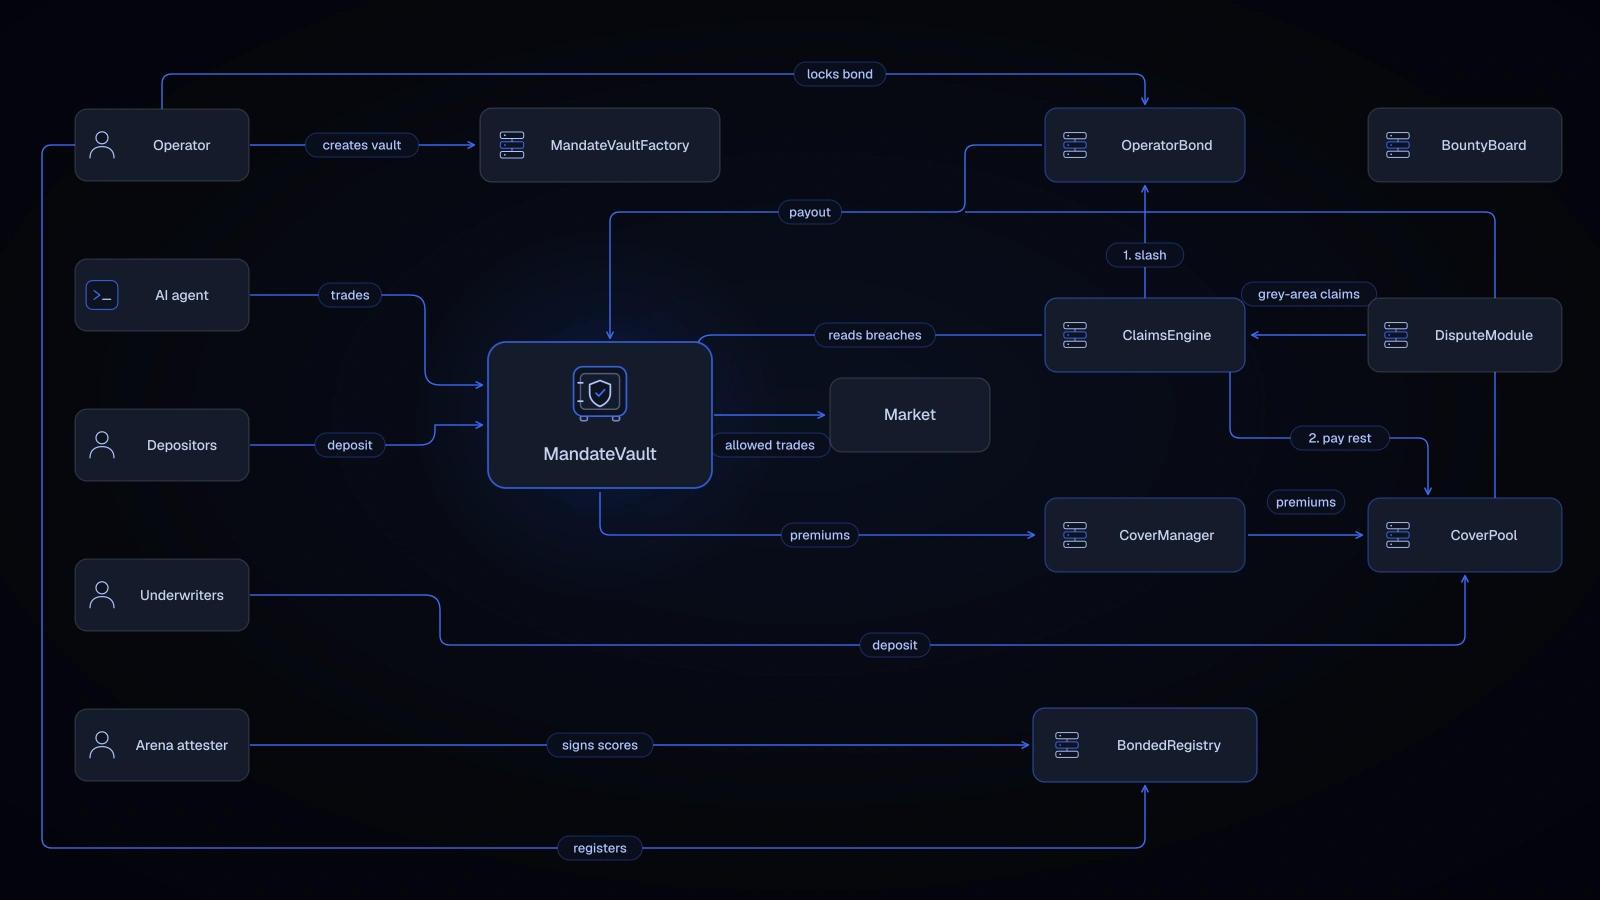 locks bond
Operator
creates vault
MandateVaultFactory
OperatorBond
BountyBoard
payout
1. slash
AI agent
trades
grey-area claims
reads breaches
ClaimsEngine
DisputeModule
Market
Depositors
deposit
MandateVault
allowed trades
2. pay rest
premiums
premiums
CoverManager
CoverPool
Underwriters
deposit
Arena attester
signs scores
BondedRegistry
registers